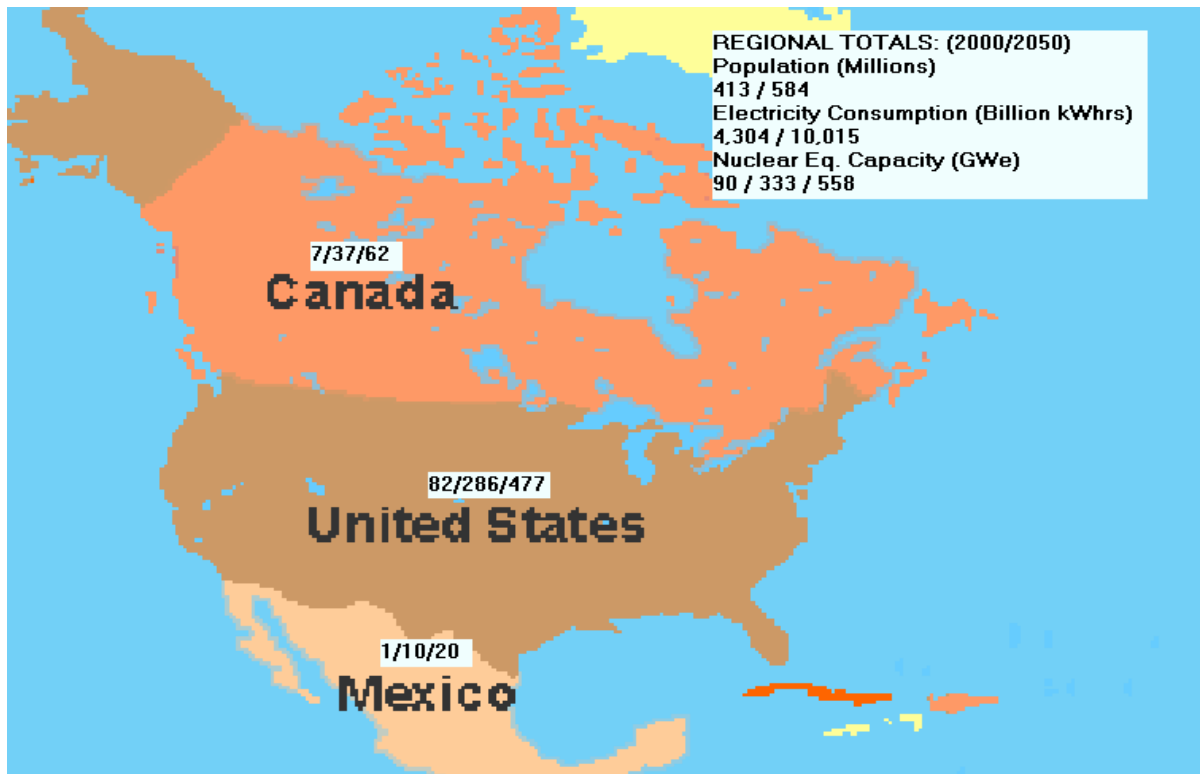 REGIONAL TOTALS: (2000/2050)
Population (Millions)
413 / 584
Electricity Consumption (Billion kWhrs)
4,304 / 10,015
Nuclear Eq. Capacity (GWe)
90 / 333 / 558
7/37/62
Canada
82/286/477
United States
1/10/20
Mexico